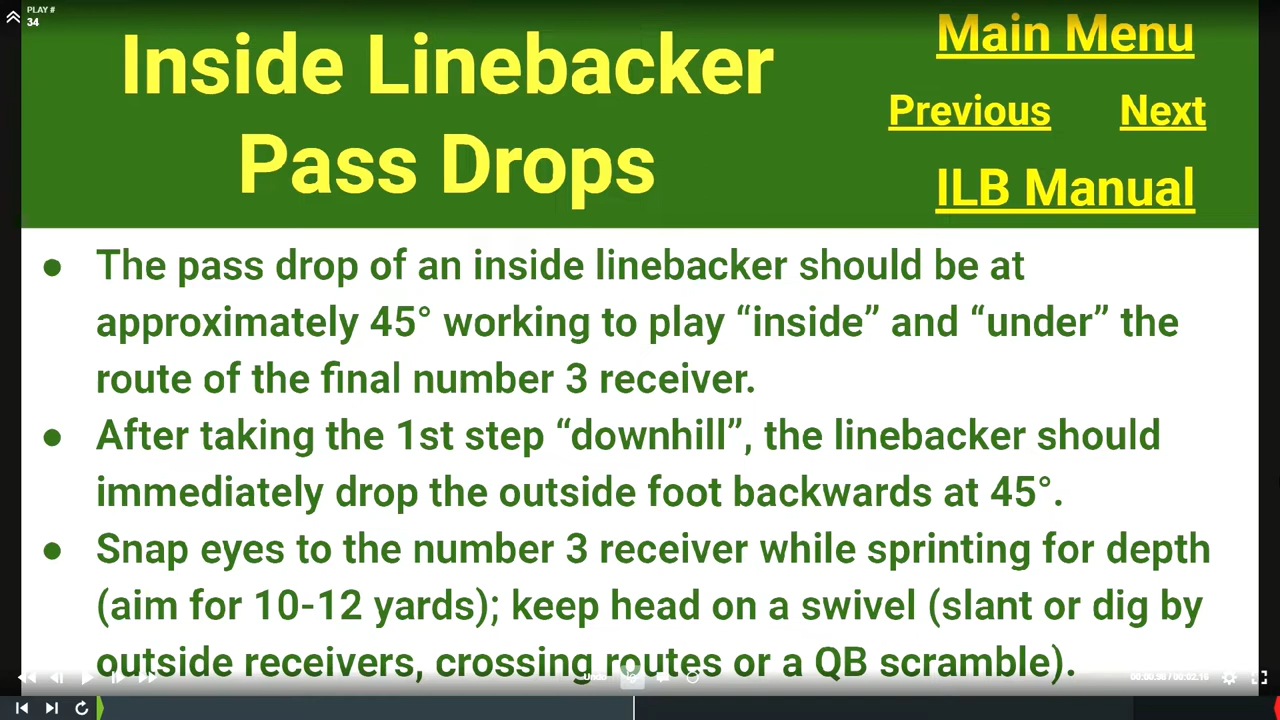 PLAY #
34
Inside Linebacker
Pass Drops
Main Menu
Previous Next
ILB Manual
● The pass drop of an inside linebacker should be at
approximately 45° working to play “inside” and “under” the
route of the final number 3 receiver.
● After taking the 1st step “downhill”, the linebacker should
immediately drop the outside foot backwards at 45°.
● Snap eyes to the number 3 receiver while sprinting for depth
(aim for 10-12 yards); keep head on a swivel (slant or dig by
outside receivers, crossing routes or a QB scramble).
Undo